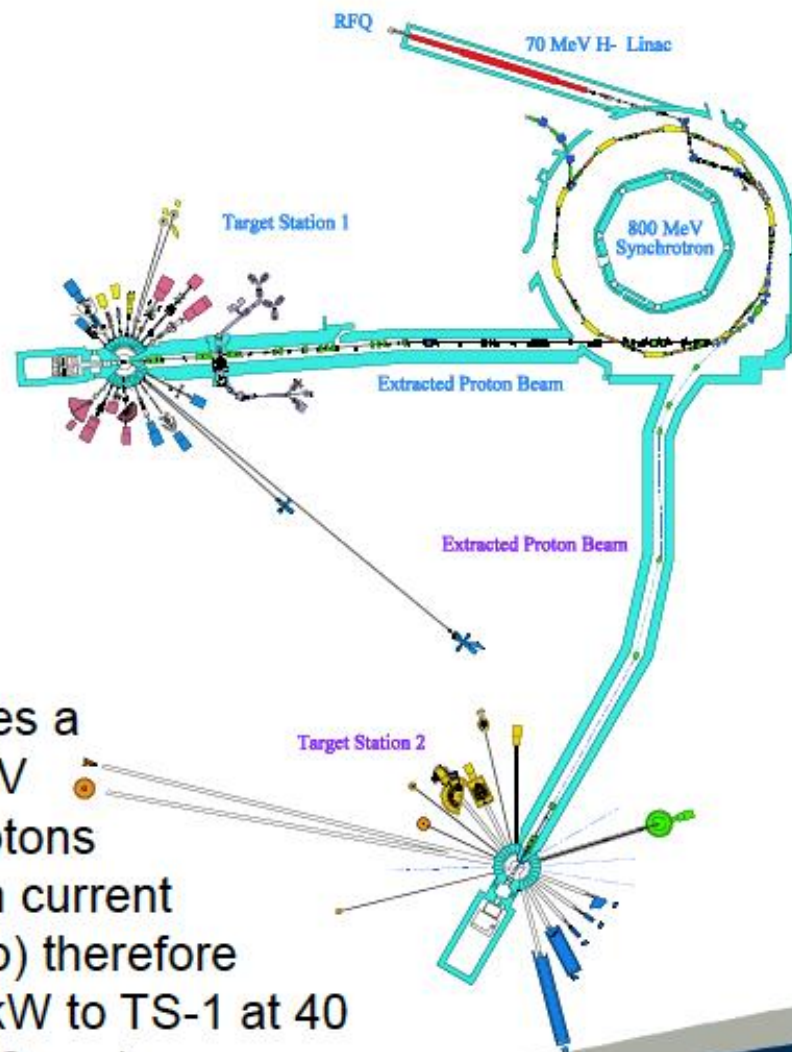 RFQ
70 MeV H- Linac
Target Station 1
800 MeV
Synchrotron
Extracted Proton Beam
Extracted Proton Beam
Target Station 2
es a
V
otons
current
o) therefore
kW to TS-1 at 40